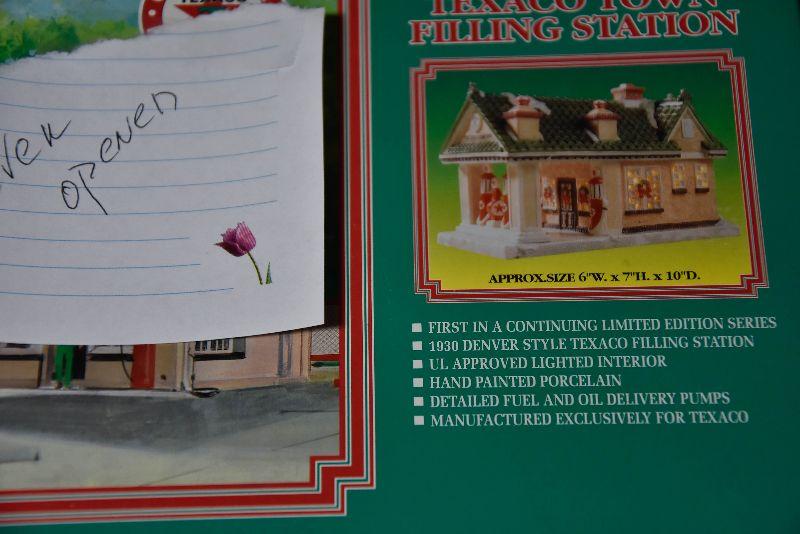 TEXACO
TEXACO TOWN
FILLING STATION
opened
APPROX.SIZE 6"W. x 7"H. x 10"D.
■ FIRST IN A CONTINUING LIMITED EDITION SERIES
■ 1930 DENVER STYLE TEXACO FILLING STATION
■ UL APPROVED LIGHTED INTERIOR
■ HAND PAINTED PORCELAIN
■ DETAILED FUEL AND OIL DELIVERY PUMPS
■ MANUFACTURED EXCLUSIVELY FOR TEXACO